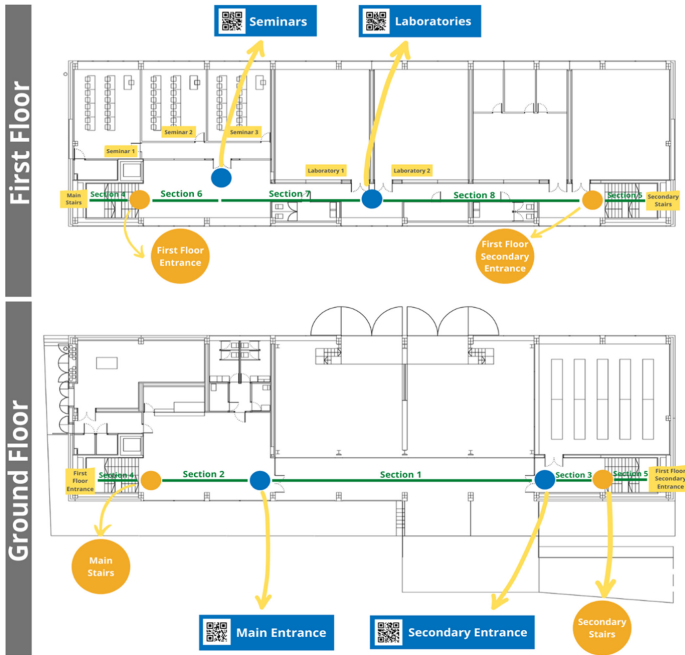 First Floor
Seminars
Laboratories
Seminar 1
Seminar 2
Seminar 3
Laboratory 1
Laboratory 2
Main
Stairs
Section 4
Section 6
Section 7
Section 8
Section 5
Secondary
Stairs
First Floor
Entrance
First Floor
Secondary
Entrance
Ground Floor
First
Floor
Entrance
Section 4
Section 2
Section 1
Section 3
Section 5
First Floor
Secondary
Entrance
Main
Stairs
Main Entrance
Secondary Entrance
Secondary
Stairs